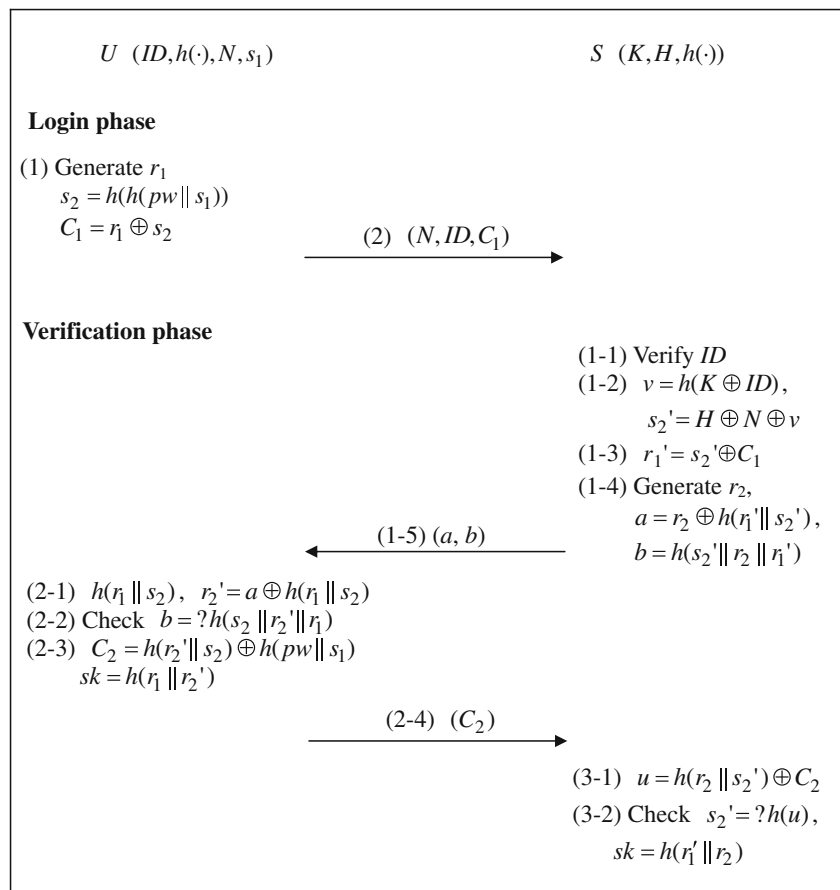 U (ID, h(·), N, s₁) S (K, H, h(·))
Login phase
(1) Generate r₁
s₂ = h(h(pw || s₁))
C₁ = r₁ ⊕ s₂
(2) (N, ID, C₁)
Verification phase
(1-1) Verify ID
(1-2) v = h(K ⊕ ID),
s₂' = H ⊕ N ⊕ v
(1-3) r₁' = s₂' ⊕ C₁
(1-4) Generate r₂,
a = r₂ ⊕ h(r₁' || s₂'),
b = h(s₂' || r₂ || r₁')
(1-5) (a, b)
(2-1) h(r₁ || s₂), r₂' = a ⊕ h(r₁ || s₂)
(2-2) Check b = ?h(s₂ || r₂' || r₁)
(2-3) C₂ = h(r₂' || s₂) ⊕ h(pw || s₁)
sk = h(r₁ || r₂')
(2-4) (C₂)
(3-1) u = h(r₂ || s₂') ⊕ C₂
(3-2) Check s₂' = ?h(u),
sk = h(r₁′ || r₂)